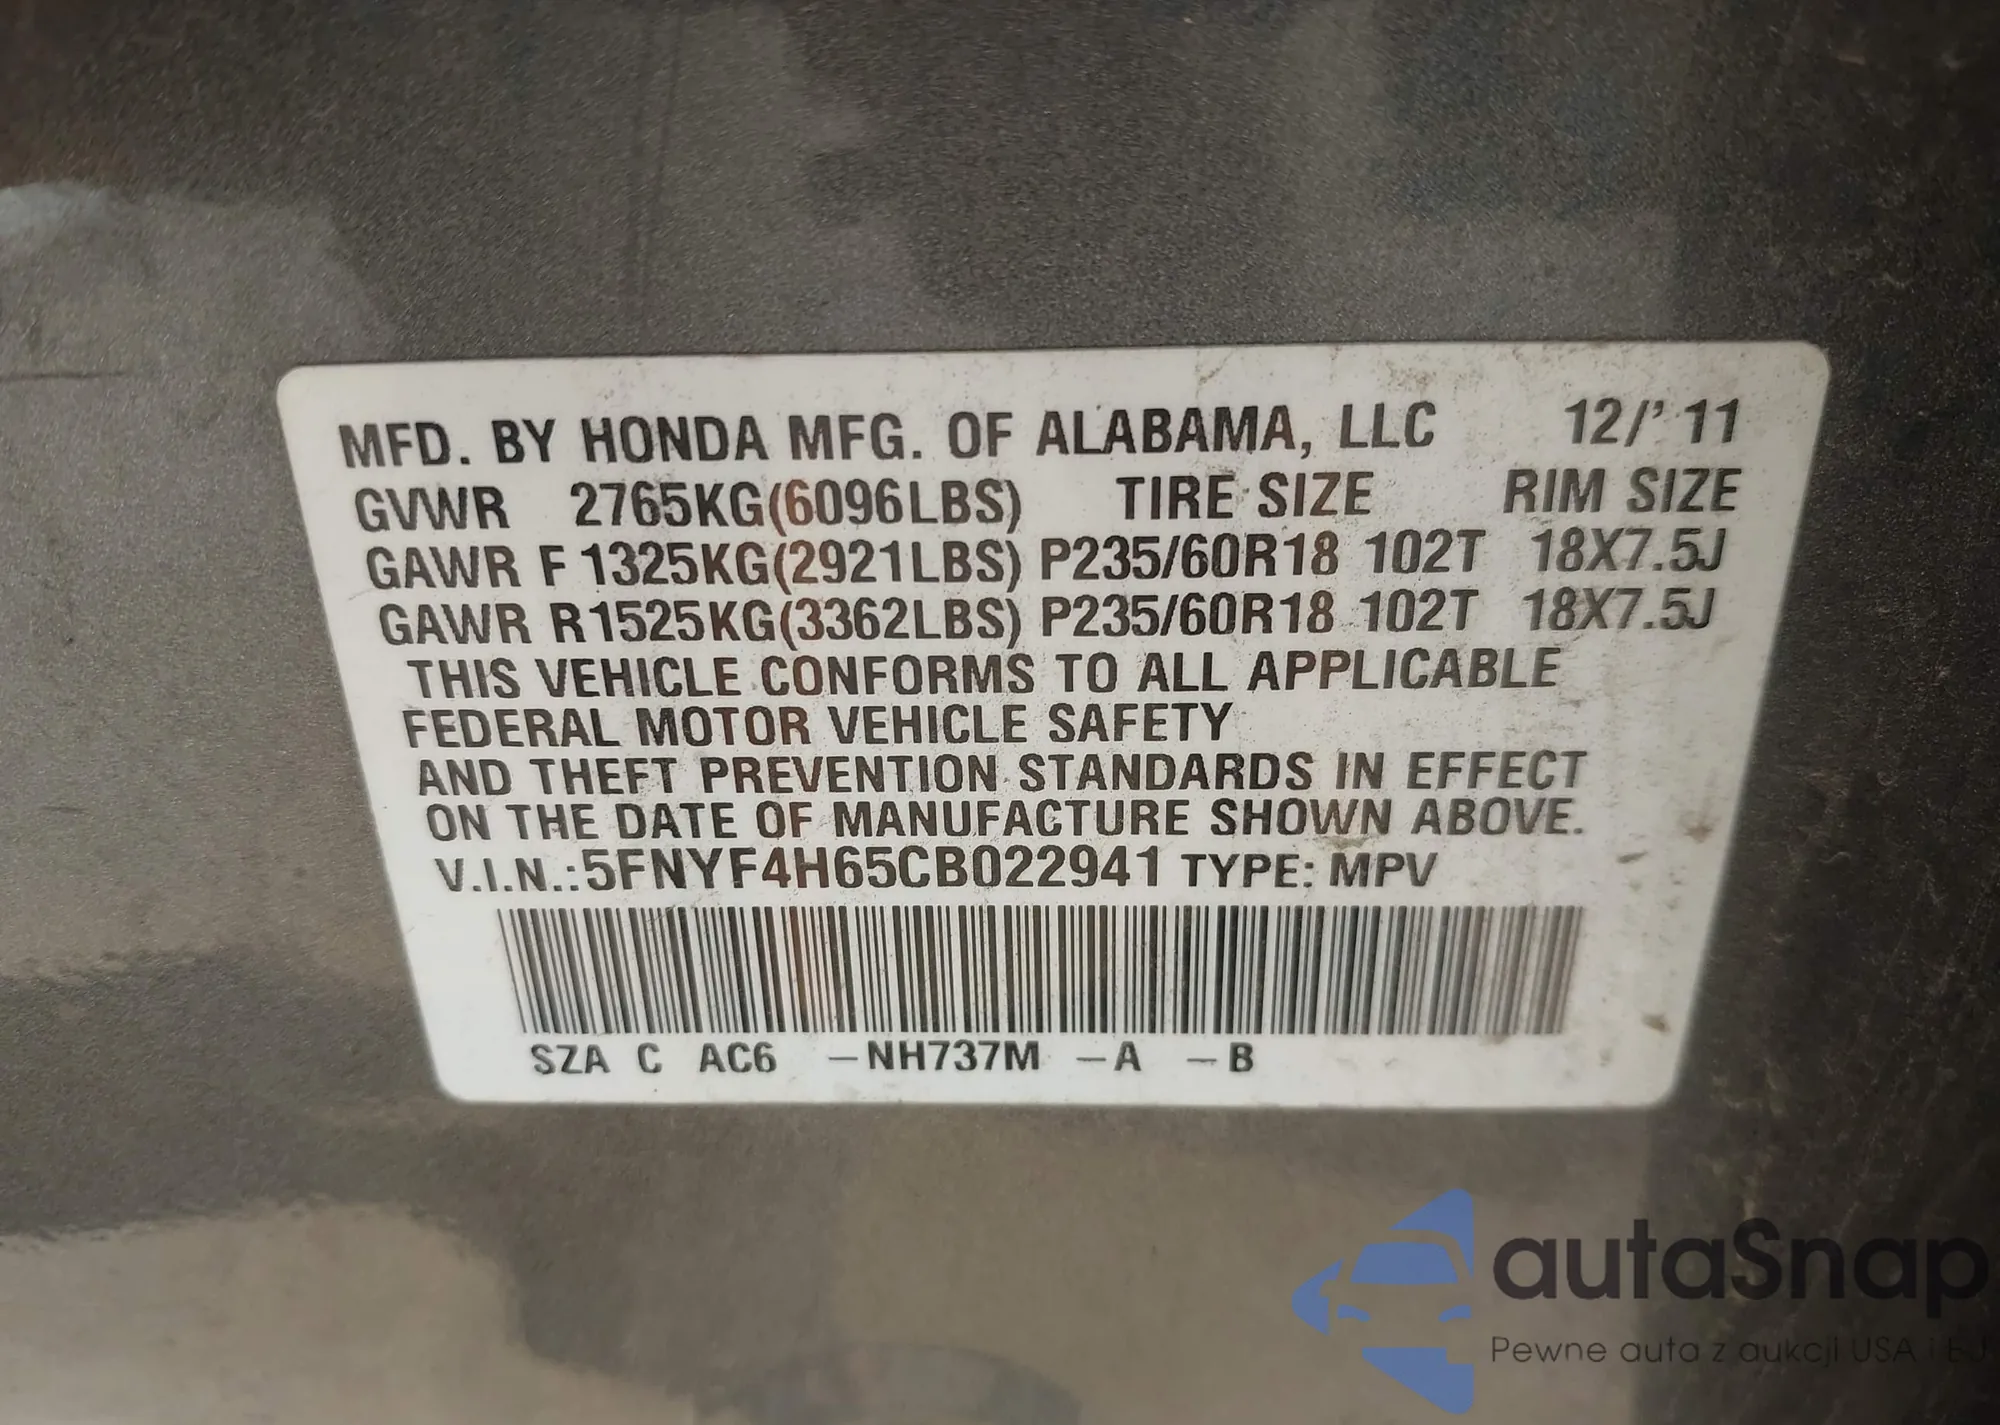 MFD. BY HONDA MFG. OF ALABAMA, LLC 12/'11
GVWR 2765KG(6096LBS) TIRE SIZE RIM SIZE
GAWR F 1325KG(2921LBS) P235/60R18 102T 18X7.5J
GAWR R1525KG(3362LBS) P235/60R18 102T 18X7.5J
THIS VEHICLE CONFORMS TO ALL APPLICABLE
FEDERAL MOTOR VEHICLE SAFETY
AND THEFT PREVENTION STANDARDS IN EFFECT
ON THE DATE OF MANUFACTURE SHOWN ABOVE.
V.I.N.:5FNYF4H65CB022941 TYPE: MPV
SZA C AC6 -NH737M -A -B
autaSnap
Pewne auta z aukcji USA i EU